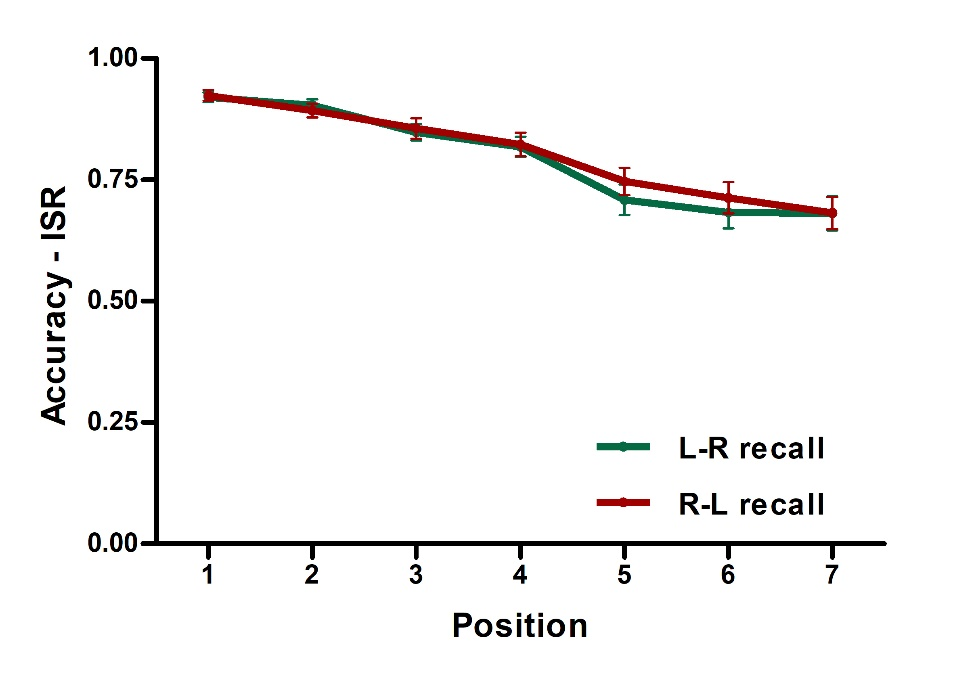 1.00
0.75
0.50
0.25
0.00
Accuracy - ISR
L-R recall
R-L recall
1 2 3 4 5 6 7
Position